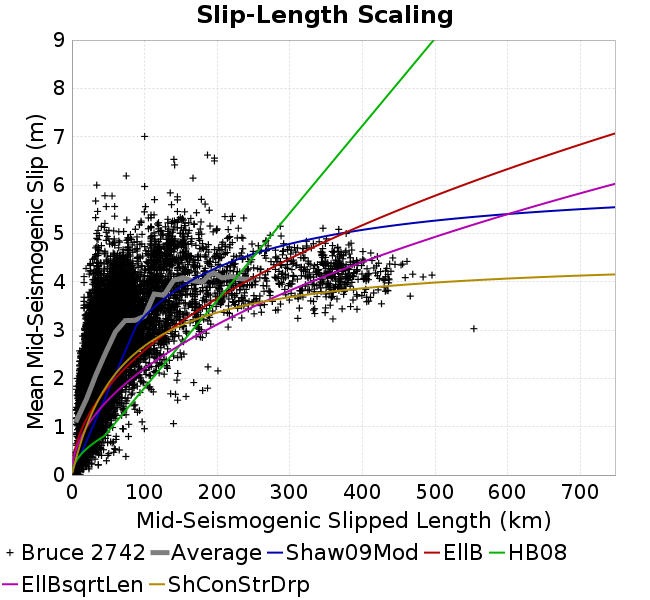 Slip-Length Scaling
Mean Mid-Seismogenic Slip (m)
9
8
7
6
5
4
3
2
1
0
0 100 200 300 400 500 600 700
Mid-Seismogenic Slipped Length (km)
Bruce 2742 Average Shaw09Mod EllB HB08
EllBsqrtLen ShConStrDrp